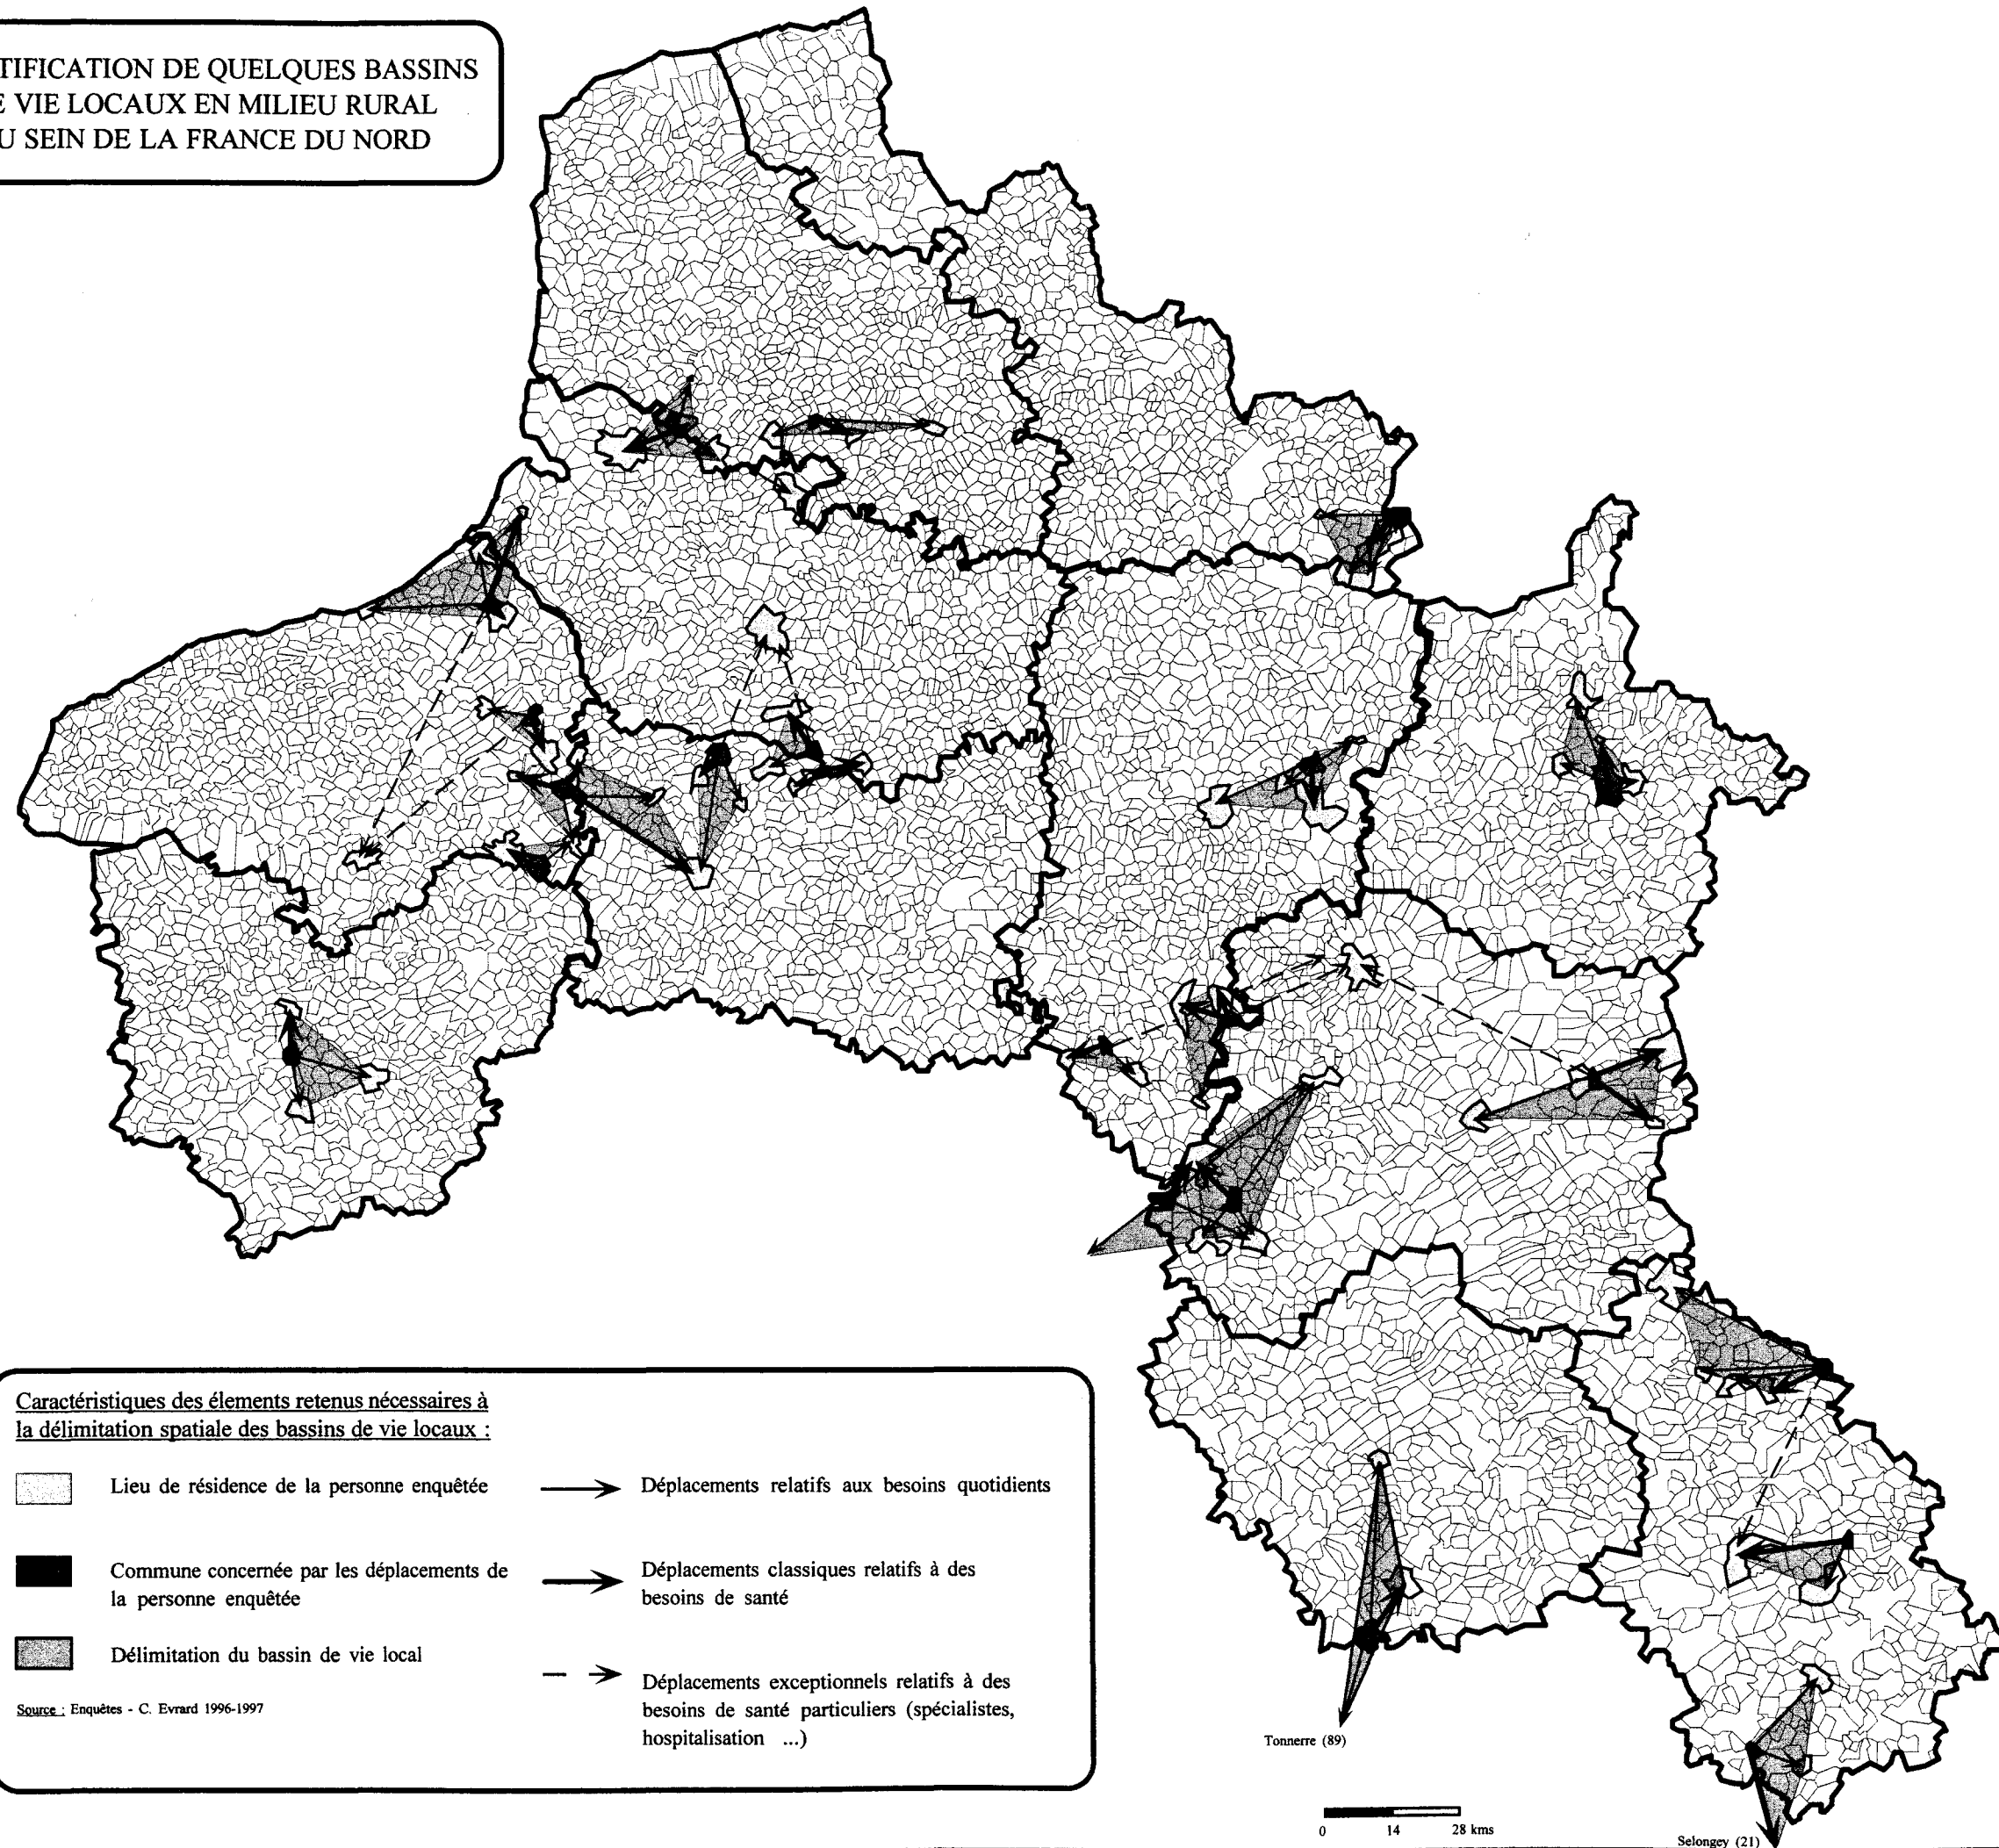 TIFICATION DE QUELQUES BASSINS
E VIE LOCAUX EN MILIEU RURAL
U SEIN DE LA FRANCE DU NORD
Caractéristiques des élements retenus nécessaires à
la délimitation spatiale des bassins de vie locaux :
Lieu de résidence de la personne enquêtée
Commune concernée par les déplacements de
la personne enquêtée
Délimitation du bassin de vie local
Source : Enquêtes - C. Evrard 1996-1997
Déplacements relatifs aux besoins quotidients
Déplacements classiques relatifs à des
besoins de santé
Déplacements exceptionnels relatifs à des
besoins de santé particuliers (spécialistes,
hospitalisation ...)
Tonnerre (89)
0 14 28 kms
Selongey (21)